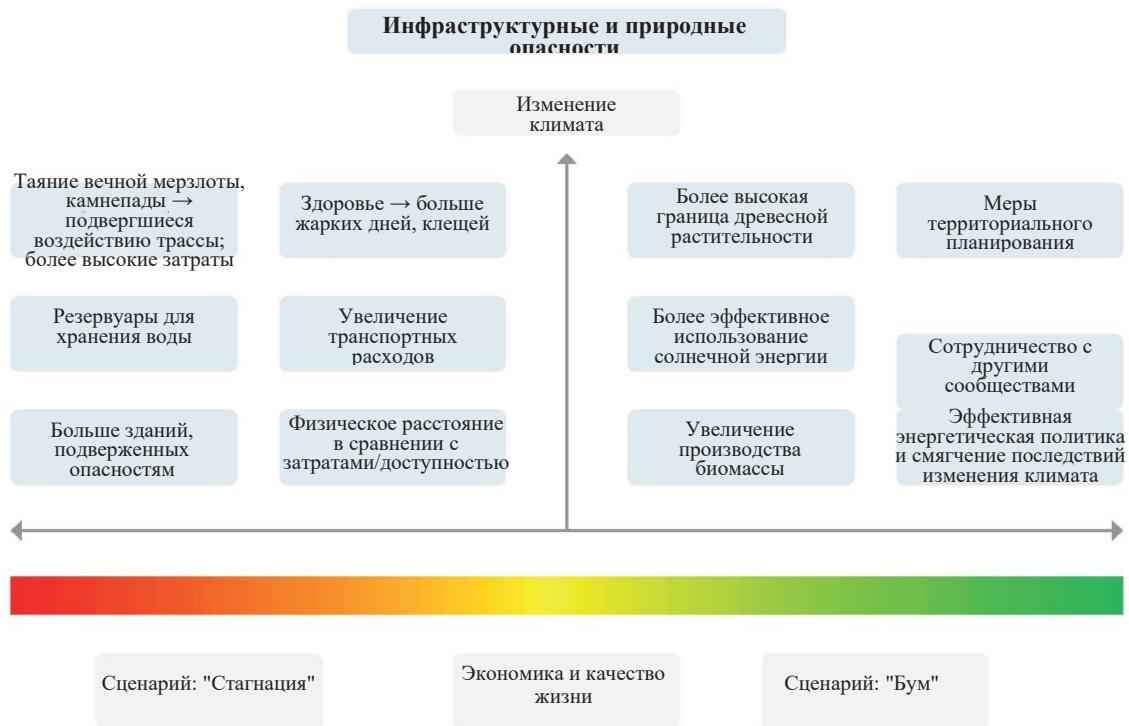 Инфраструктурные и природные
опасности
Изменение
климата
Таяние вечной мерзлоты,
камнепады → 
подвергшиеся
воздействию трассы;
более высокие затраты
Здоровье → больше
жарких дней, клещей
Более высокая
граница древесной
растительности
Меры
территориального
планирования
Резервуары для
хранения воды
Увеличение
транспортных
расходов
Более эффективное
использование
солнечной энергии
Сотрудничество с
другими
сообществами
Больше зданий,
подверженных
опасностям
Физическое расстояние
в сравнении с
затратами/доступностью
Увеличение
производства
биомассы
Эффективная
энергетическая политика
и смягчение последствий
изменения климата
Сценарий: "Стагнация"
Экономика и качество
жизни
Сценарий: "Бум"